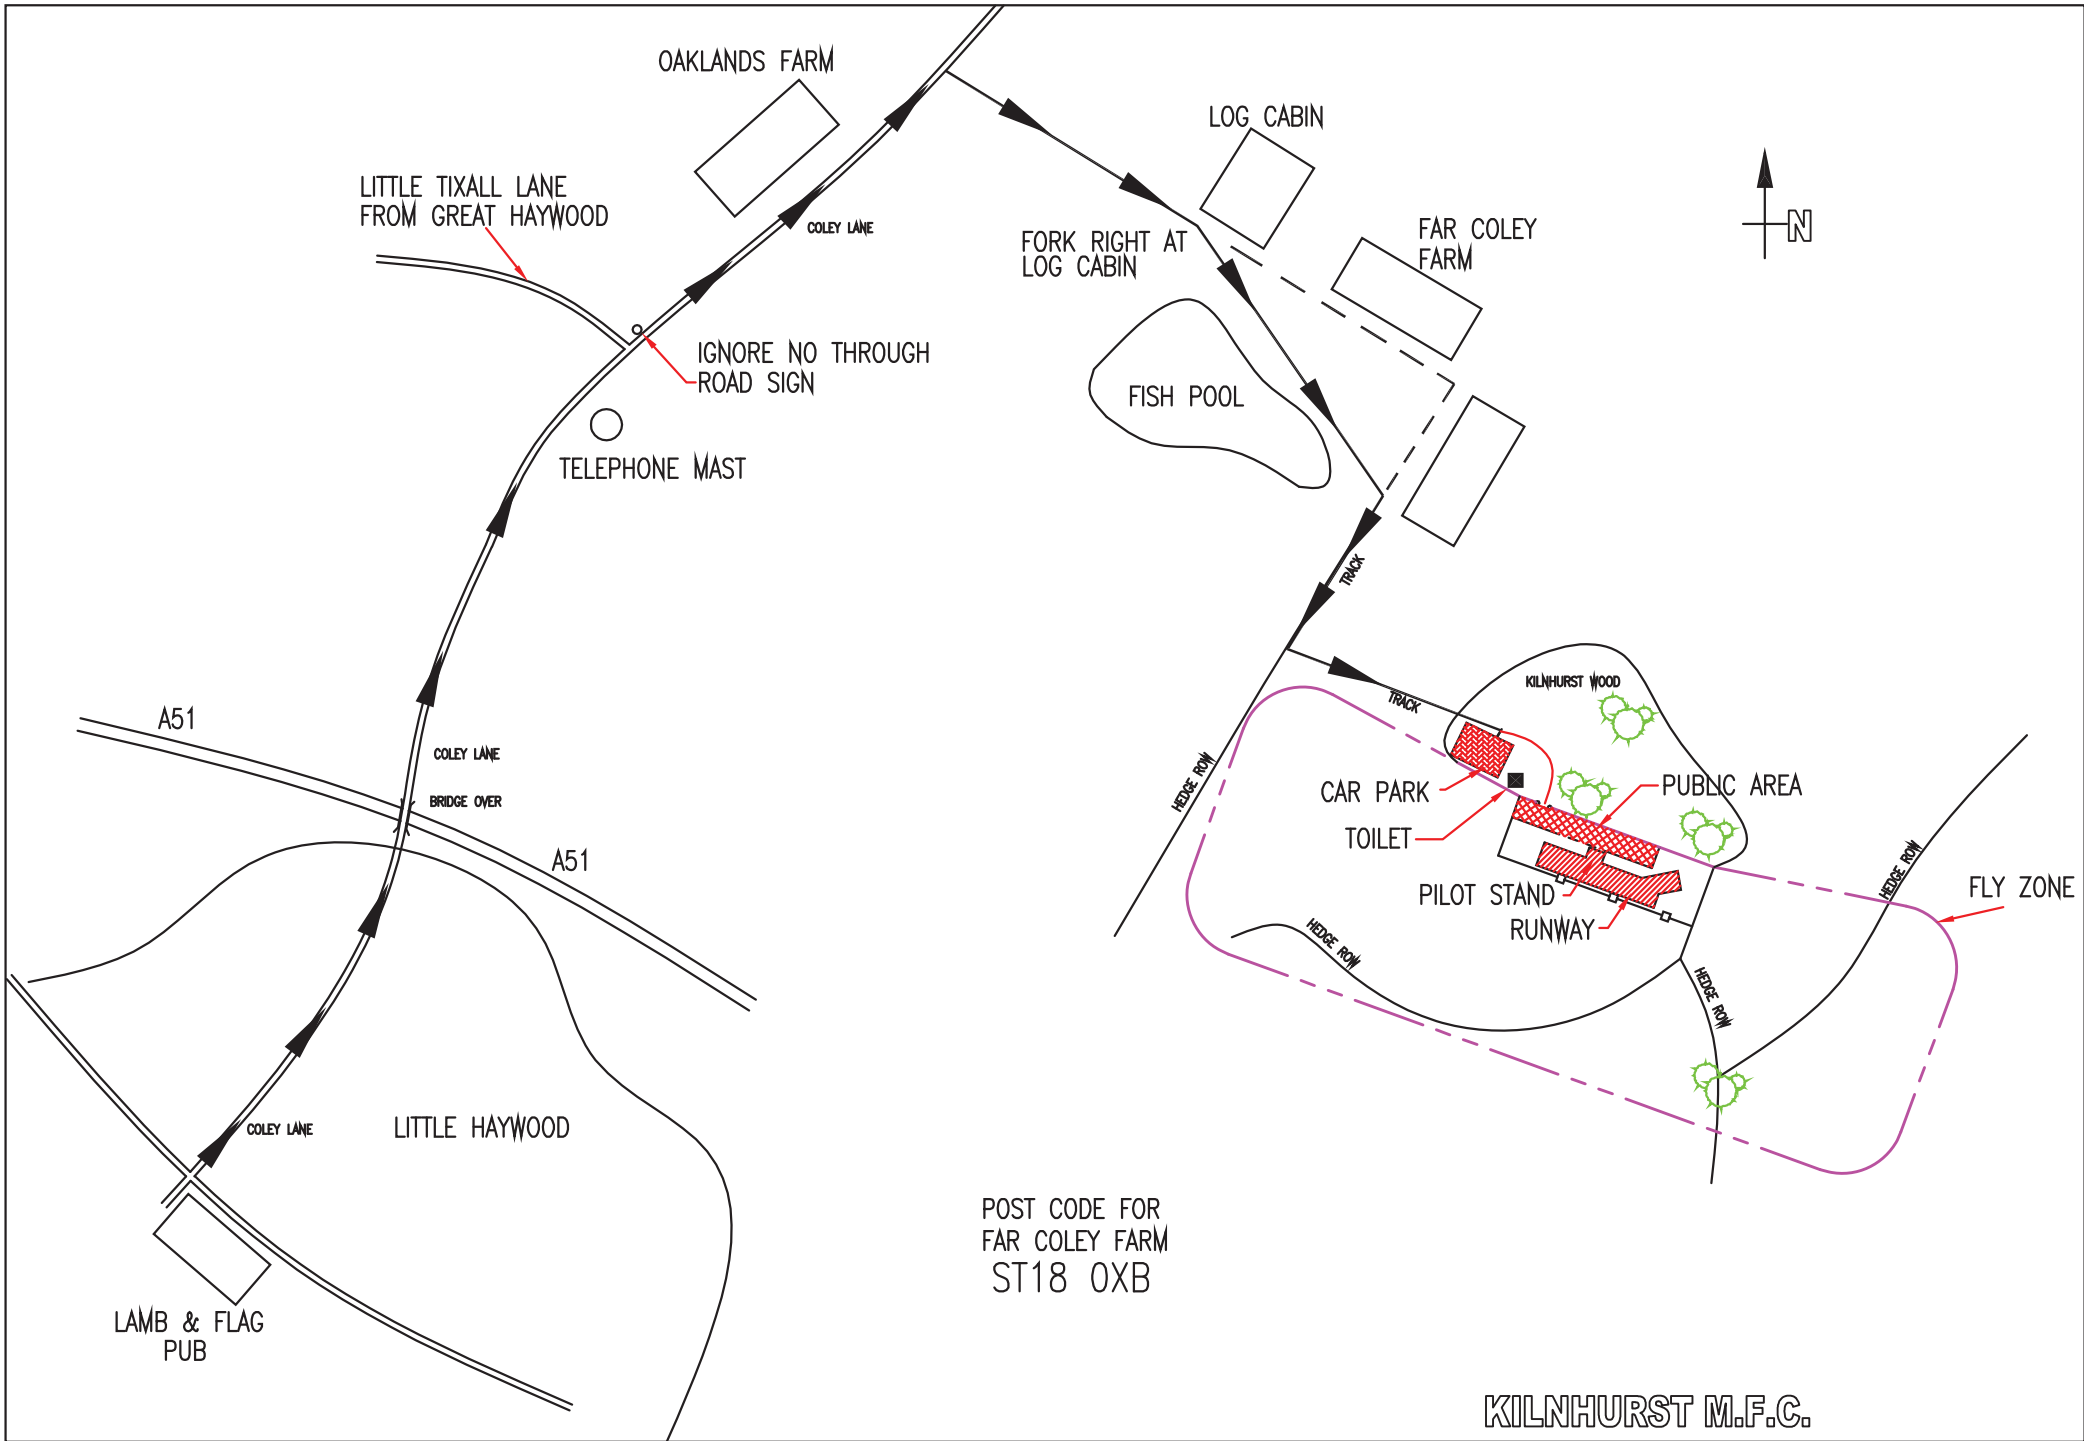 OAKLANDS FARM
LOG CABIN
LITTLE TIXALL LANE
FROM GREAT HAYWOOD
COLEY LANE
FORK RIGHT AT
LOG CABIN
FAR COLEY
FARM
N
IGNORE NO THROUGH
ROAD SIGN
FISH POOL
TELEPHONE MAST
TRACK
KILNHURST WOOD
TRACK
A51
COLEY LANE
HEDGE ROW
CAR PARK
PUBLIC AREA
BRIDGE OVER
TOILET
A51
HEDGE ROW
PILOT STAND
FLY ZONE
RUNWAY
HEDGE ROW
HEDGE ROW
COLEY LANE
LITTLE HAYWOOD
POST CODE FOR
FAR COLEY FARM
ST18 0XB
LAMB & FLAG
PUB
KILNHURST M.F.C.